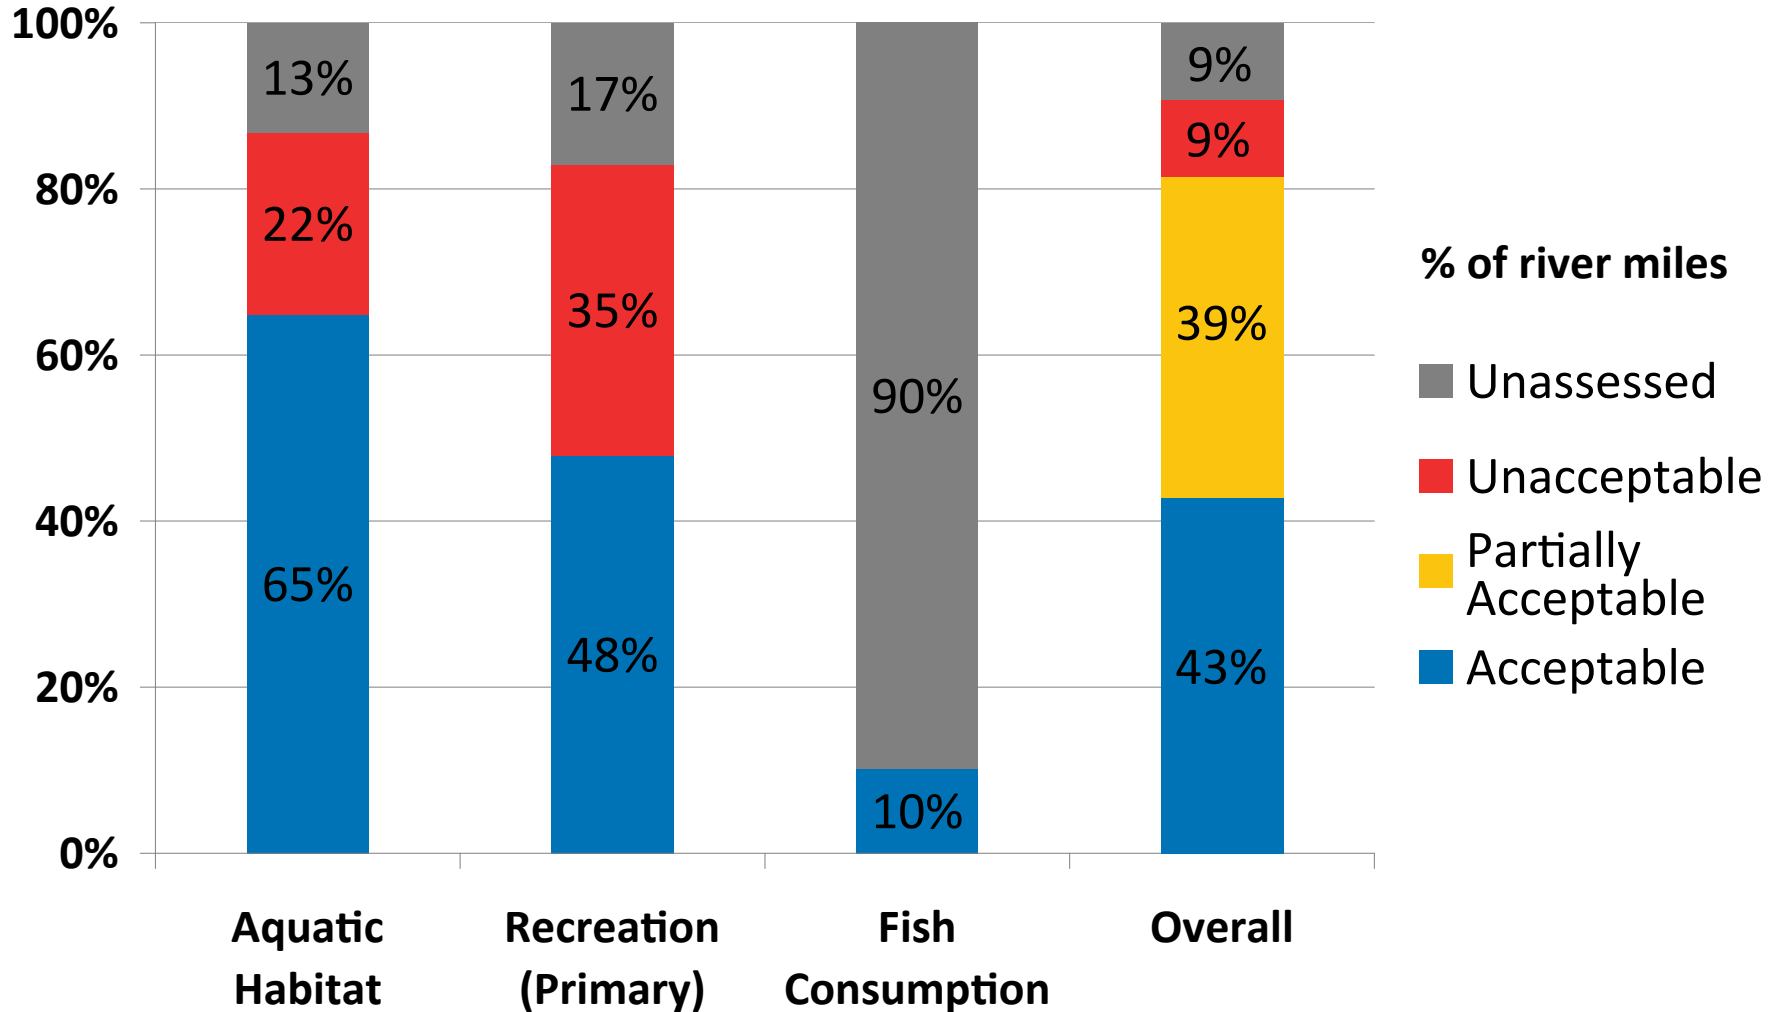 100%
80%
60%
40%
20%
0%
13%
22%
65%
17%
35%
48%
90%
10%
9%
9%
39%
43%
Aquatic
Habitat
Recreation
(Primary)
Fish
Consumption
Overall
% of river miles
Unassessed
Unacceptable
Partially
Acceptable
Acceptable